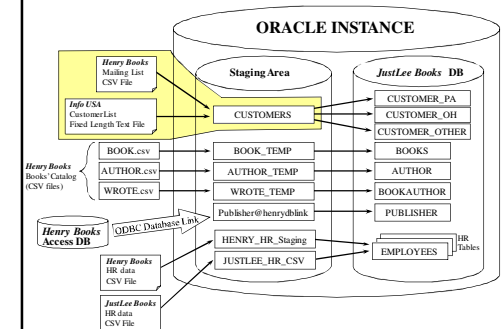 ORACLE INSTANCE
Henry Books
Mailing List
CSV File
Info USA
CustomerList
Fixed Length Text File
Staging Area
CUSTOMERS
JustLee Books DB
CUSTOMER_PA
CUSTOMER_OH
CUSTOMER_OTHER
Henry Books
Books' Catalog
(CSV files)
BOOK.csv
BOOK_TEMP
BOOKS
AUTHOR.csv
AUTHOR_TEMP
AUTHOR
WROTE.csv
WROTE_TEMP
BOOKAUTHOR
Henry Books
Access DB
ODBC Database Link
Publisher@henrydblink
PUBLISHER
Henry Books
HR data
CSV File
HENRY_HR_Staging
JUSTLEE_HR_CSV
EMPLOYEES
HR
Tables
JustLee Books
HR data
CSV File